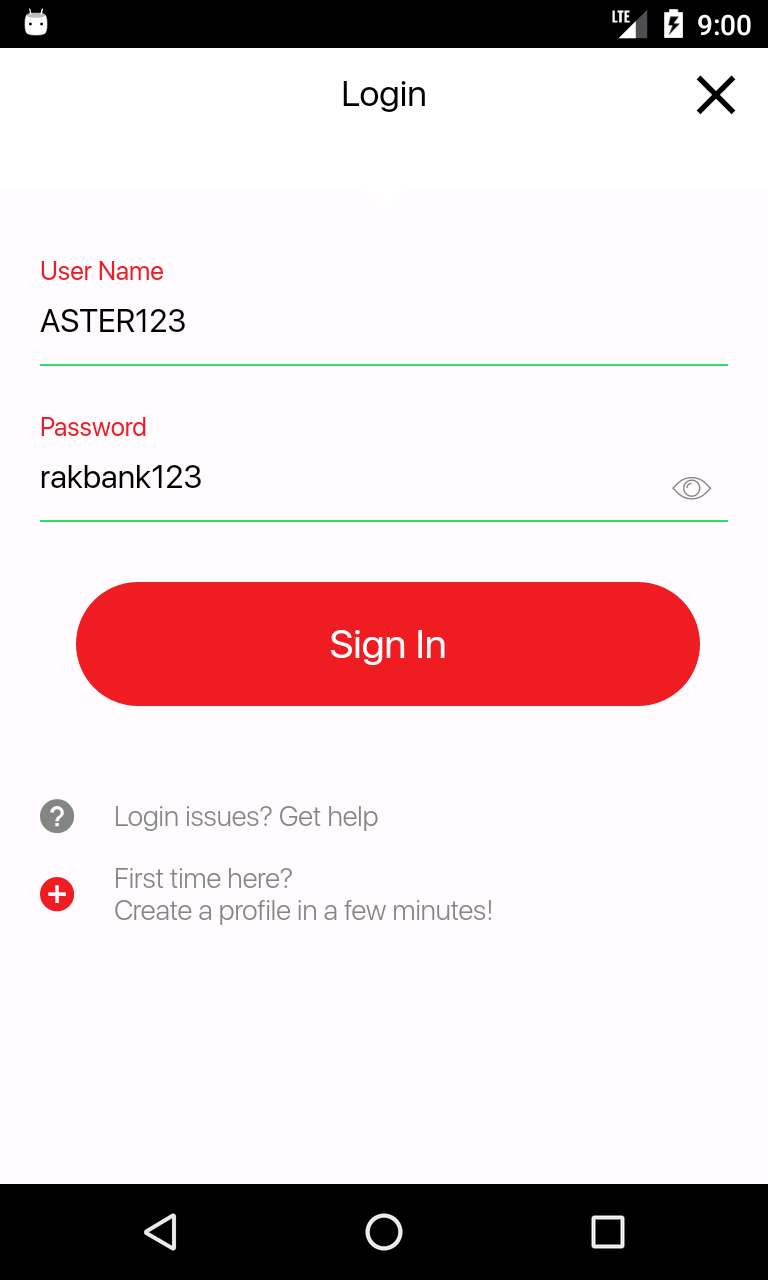 LTE 9:00
Login
User Name
ASTER123
Password
rakbank123
Sign In
Login issues? Get help
First time here?
Create a profile in a few minutes!